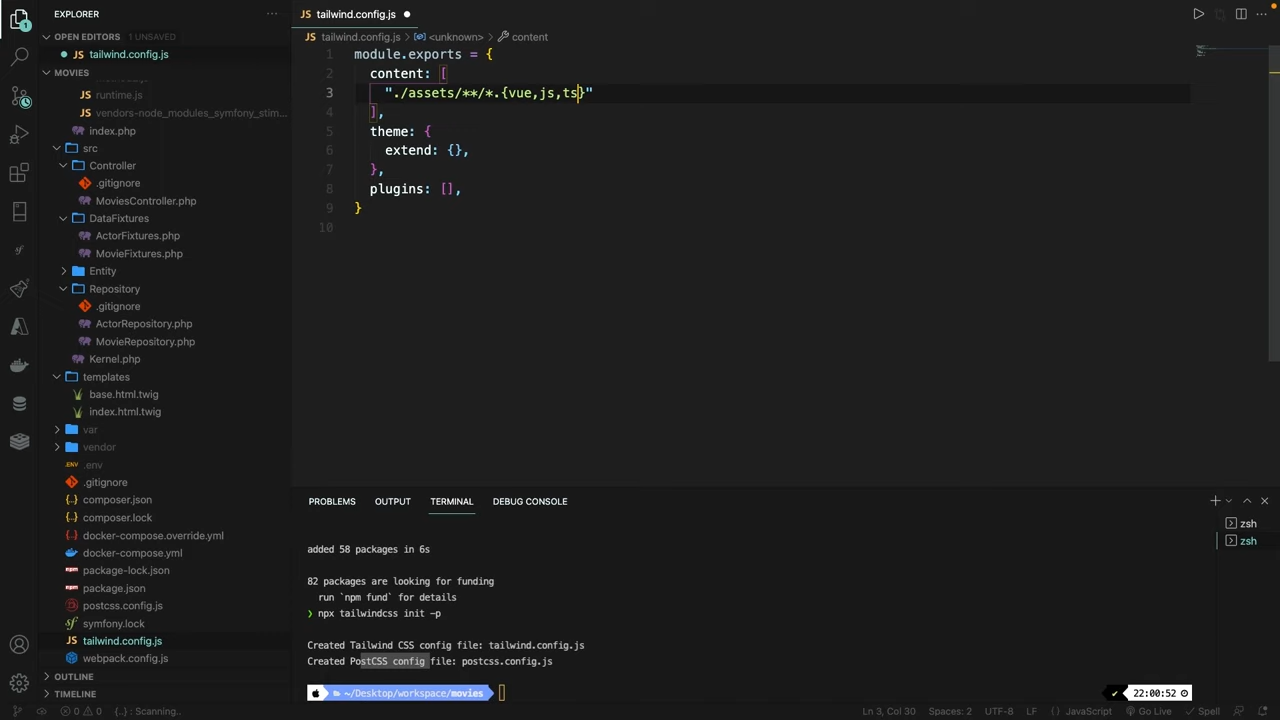 EXPLORER
OPEN EDITORS 1 UNSAVED
tailwind.config.js
MOVIES
runtime.js
vendors-node_modules_symfony_stim...
index.php
src
Controller
.gitignore
MoviesController.php
DataFixtures
ActorFixtures.php
MovieFixtures.php
Entity
Repository
.gitignore
ActorRepository.php
MovieRepository.php
Kernel.php
templates
base.html.twig
index.html.twig
var
vendor
.env
.gitignore
composer.json
composer.lock
docker-compose.override.yml
docker-compose.yml
package-lock.json
package.json
postcss.config.js
symfony.lock
tailwind.config.js
webpack.config.js
OUTLINE
TIMELINE
tailwind.config.js
tailwind.config.js > <unknown> > content
1 module.exports = {
2 content: [
3 "./assets/**/*.{vue,js,ts}"
4 ],
5 theme: {
6 extend: {},
7 },
8 plugins: [],
9 }
10
PROBLEMS OUTPUT TERMINAL DEBUG CONSOLE
zsh
zsh
added 58 packages in 6s
82 packages are looking for funding
run `npm fund` for details
❯ npx tailwindcss init -p
Created Tailwind CSS config file: tailwind.config.js
Created PostCSS config file: postcss.config.js
~/Desktop/workspace/movies
22:00:52
0 0 {..}: Scanning.. Ln 3, Col 30 Spaces: 2 UTF-8 LF {} JavaScript Go Live Spell